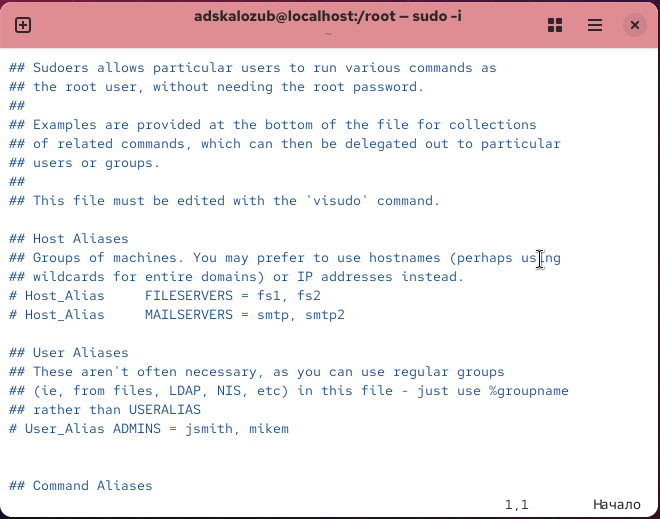 adskalozub@localhost:/root — sudo -i
~
## Sudoers allows particular users to run various commands as
## the root user, without needing the root password.
##
## Examples are provided at the bottom of the file for collections
## of related commands, which can then be delegated out to particular
## users or groups.
##
## This file must be edited with the 'visudo' command.

## Host Aliases
## Groups of machines. You may prefer to use hostnames (perhaps using
## wildcards for entire domains) or IP addresses instead.
# Host_Alias     FILESERVERS = fs1, fs2
# Host_Alias     MAILSERVERS = smtp, smtp2

## User Aliases
## These aren't often necessary, as you can use regular groups
## (ie, from files, LDAP, NIS, etc) in this file - just use %groupname
## rather than USERALIAS
# User_Alias ADMINS = jsmith, mikem


## Command Aliases
1,1        Начало